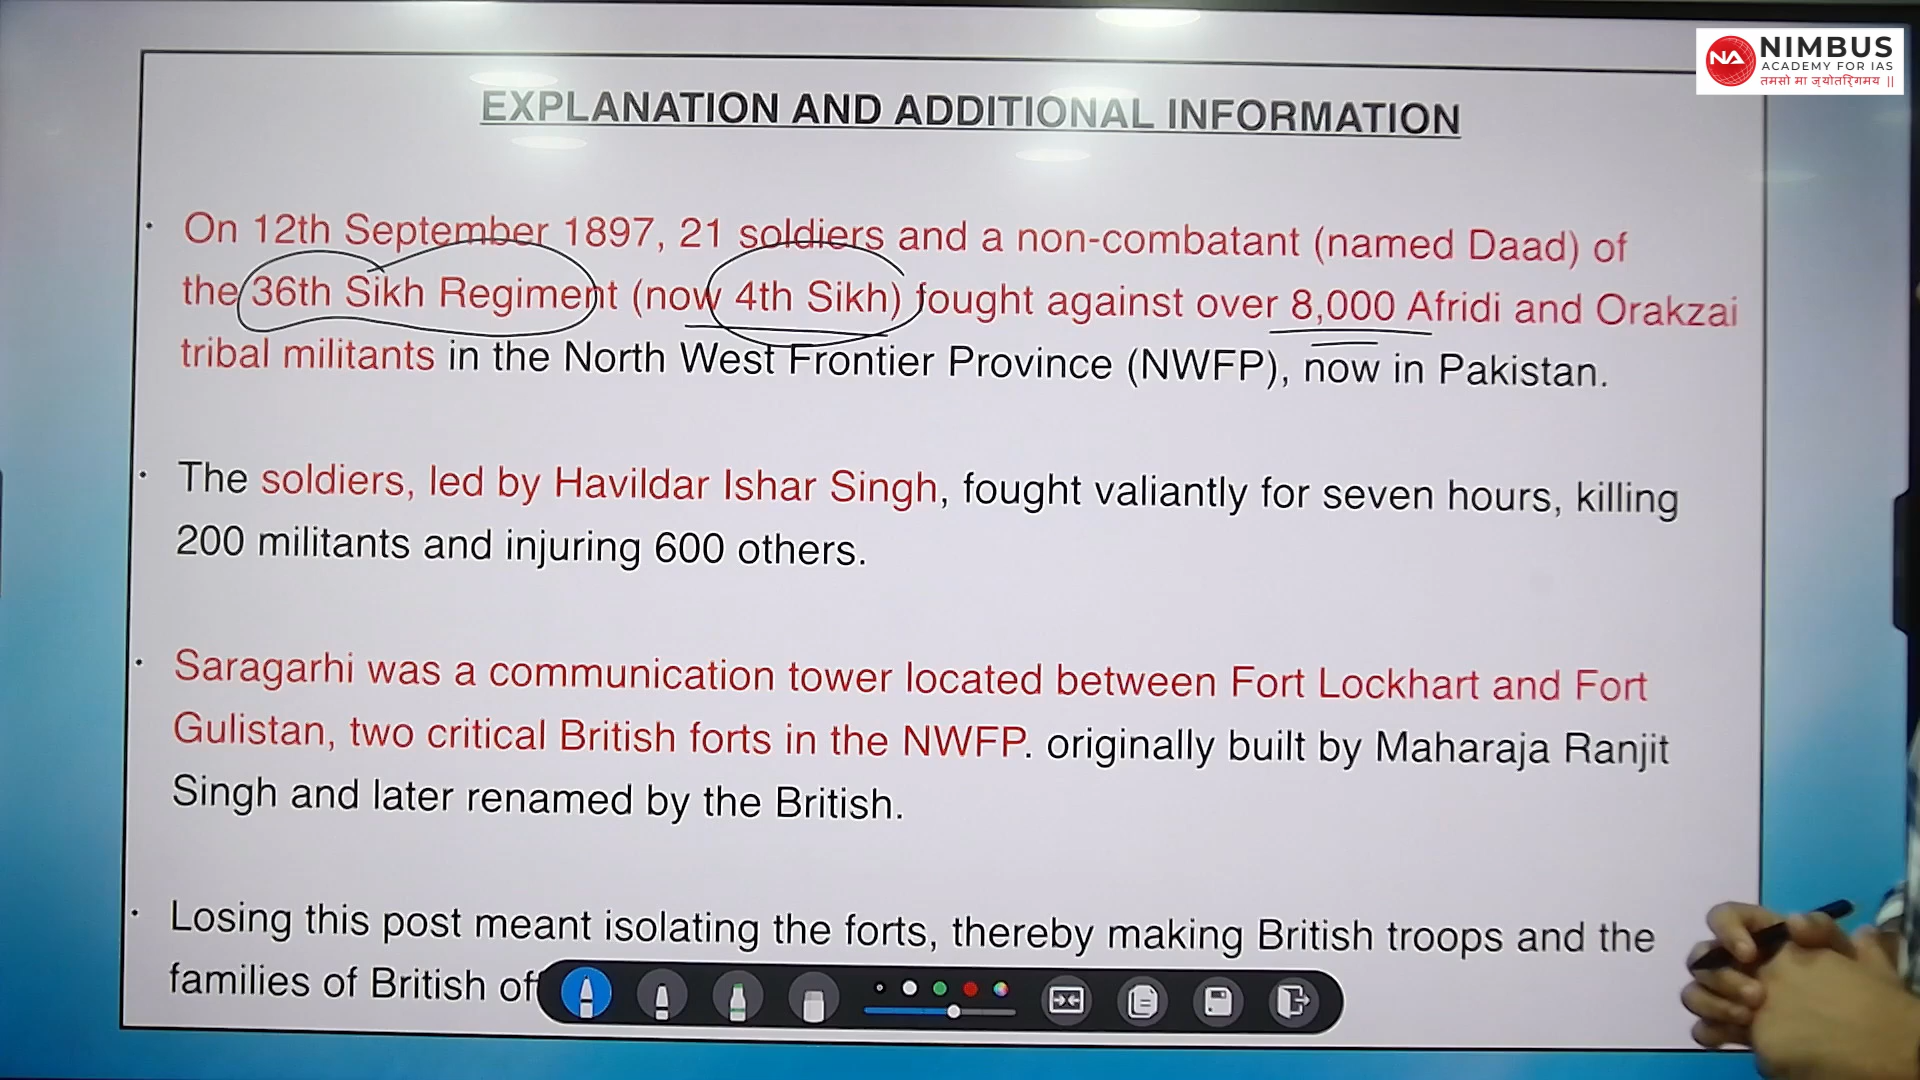 NIMBUS
ACADEMY FOR IAS
तमसो मा ज्योतिर्गमय ||
EXPLANATION AND ADDITIONAL INFORMATION
· On 12th September 1897, 21 soldiers and a non-combatant (named Daad) of
the 36th Sikh Regiment (now 4th Sikh) fought against over 8,000 Afridi and Orakzai
tribal militants in the North West Frontier Province (NWFP), now in Pakistan.
· The soldiers, led by Havildar Ishar Singh, fought valiantly for seven hours, killing
200 militants and injuring 600 others.
· Saragarhi was a communication tower located between Fort Lockhart and Fort
Gulistan, two critical British forts in the NWFP. originally built by Maharaja Ranjit
Singh and later renamed by the British.
· Losing this post meant isolating the forts, thereby making British troops and the
families of British of